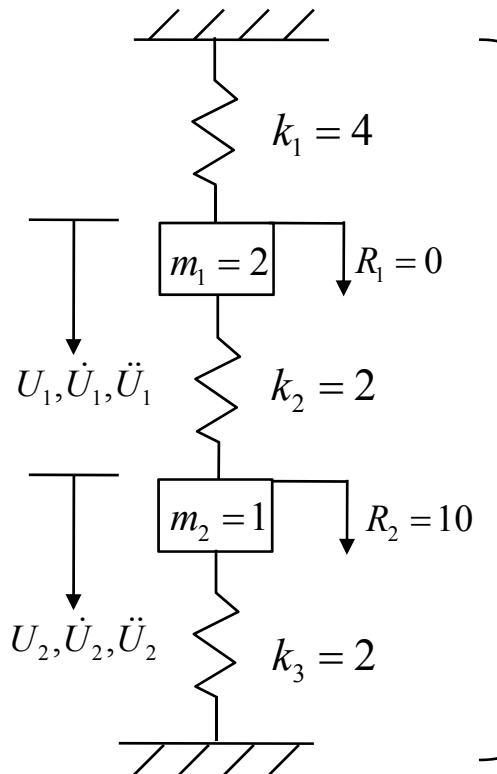 k₁ = 4
m₁ = 2
R₁ = 0
U₁, U̇₁, Ü₁
k₂ = 2
m₂ = 1
R₂ = 10
U₂, U̇₂, Ü₂
k₃ = 2